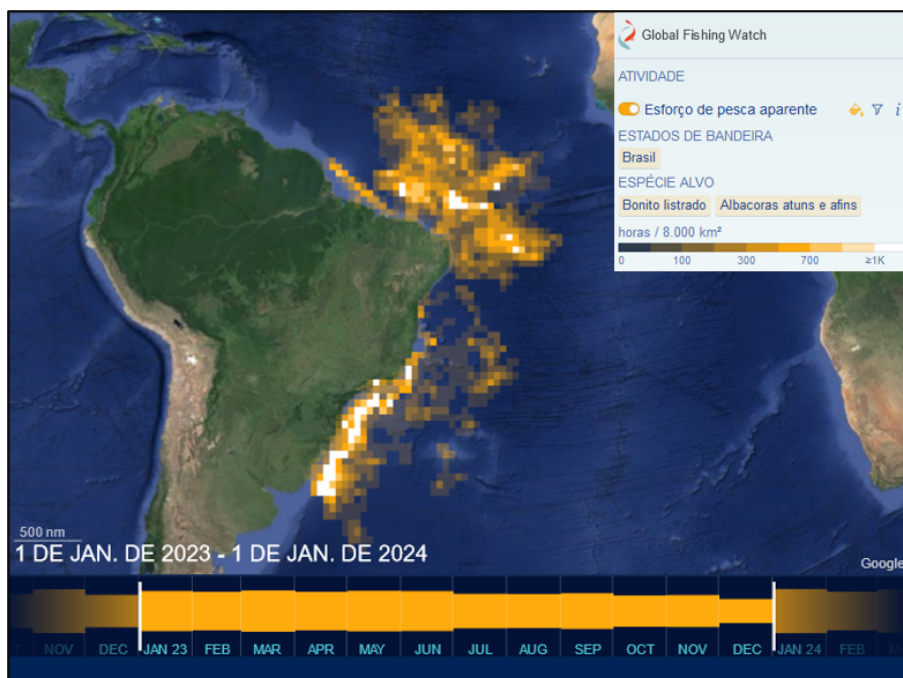 Global Fishing Watch
ATIVIDADE
Esforço de pesca aparente
ESTADOS DE BANDEIRA
Brasil
ESPÉCIE ALVO
Bonito listrado Albacoras atuns e afins
horas / 8.000 km²
0 100 300 700 ≥1K
500 nm
1 DE JAN. DE 2023 - 1 DE JAN. DE 2024
Google
NOV DEC JAN 23 FEB MAR APR MAY JUN JUL AUG SEP OCT NOV DEC JAN 24 FEB